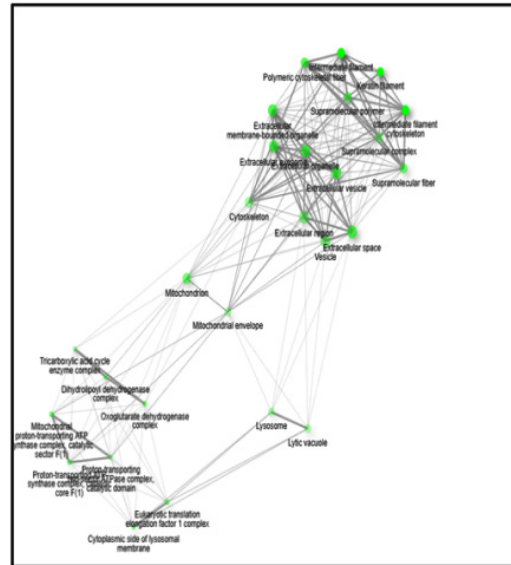 Intermediate filament
Polymeric cytoskeletal fiber
Keratin filament
Supramolecular polymer
Extracellular
membrane-bounded organelle
Intermediate filament
cytoskeleton
Supramolecular complex
Extracellular exosome
Extracellular organelle
Supramolecular fiber
Extracellular vesicle
Cytoskeleton
Extracellular region
Extracellular space
Vesicle
Mitochondrion
Mitochondrial envelope
Tricarboxylic acid cycle
enzyme complex
Dihydrolipoyl dehydrogenase
complex
Oxoglutarate dehydrogenase
complex
Lysosome
Lytic vacuole
Mitochondrial
proton-transporting ATP
synthase complex, catalytic
sector F(1)
Proton-transporting
ATPase complex,
catalytic domain
Proton-transporting ATP
synthase complex,
core F(1)
Eukaryotic translation
elongation factor 1 complex
Cytoplasmic side of lysosomal
membrane